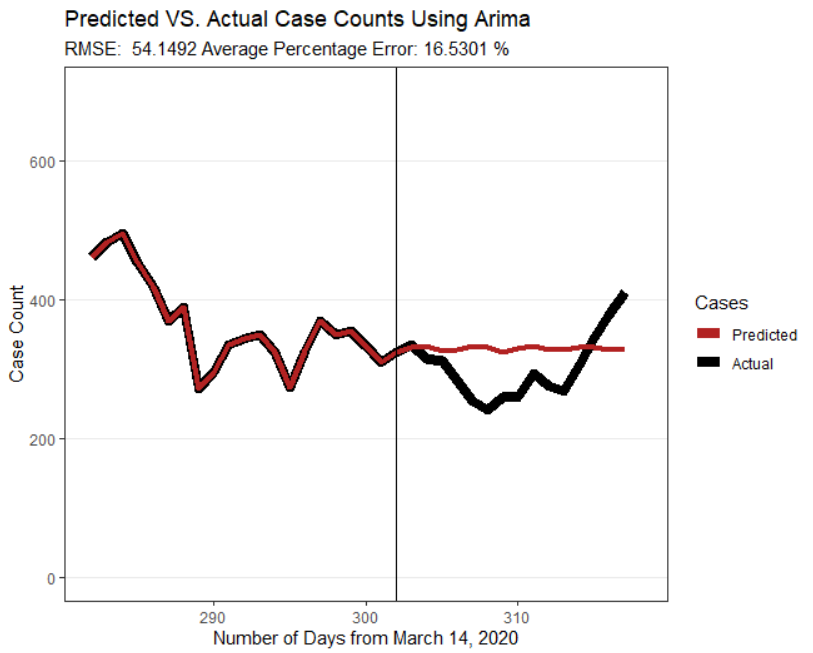 Predicted VS. Actual Case Counts Using Arima
RMSE:  54.1492 Average Percentage Error: 16.5301 %
600
400
200
0
Case Count
290
300
310
Number of Days from March 14, 2020
Cases
Predicted
Actual